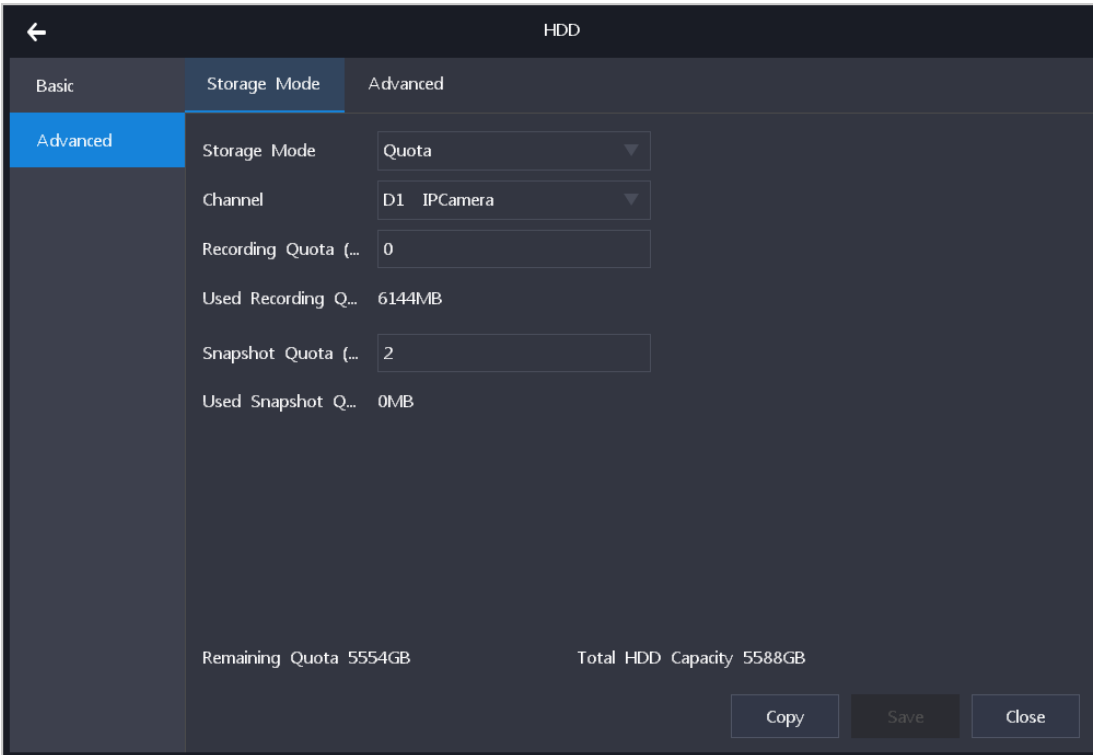 HDD
Basic
Storage Mode Advanced
Advanced
Storage Mode Quota
Channel D1 IPCamera
Recording Quota (... 0
Used Recording Q... 6144MB
Snapshot Quota (... 2
Used Snapshot Q... 0MB
Remaining Quota 5554GB Total HDD Capacity 5588GB
Copy Save Close